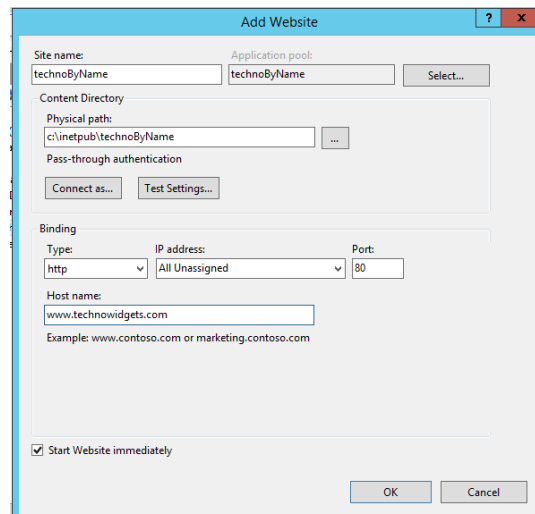 Add Website
?
x
Site name:
Application pool:
technoByName
technoByName
Select...
Content Directory
Physical path:
c:\inetpub\technoByName
...
Pass-through authentication
Connect as...
Test Settings...
Binding
Type:
IP address:
Port:
http
All Unassigned
80
Host name:
www.technowidgets.com
Example: www.contoso.com or marketing.contoso.com
Start Website immediately
OK
Cancel